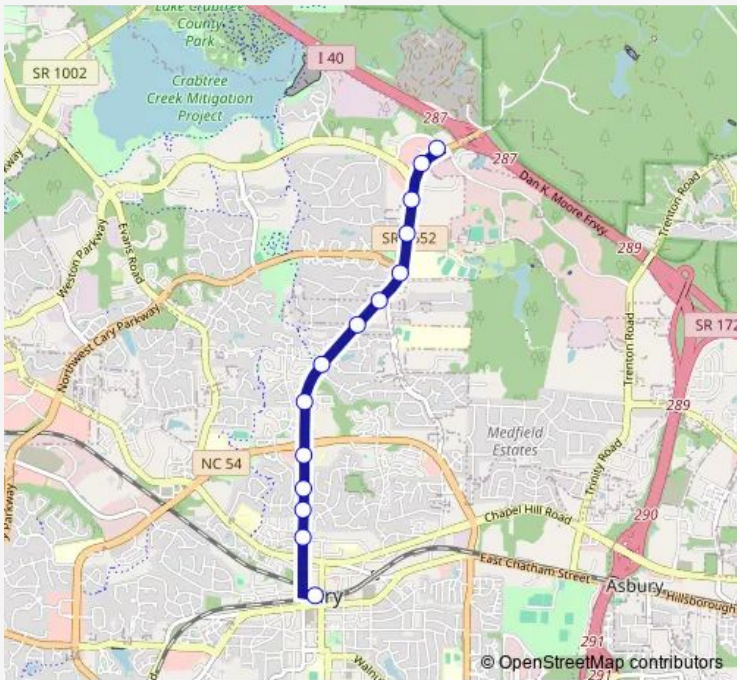 Lake Crabtree
County
Park
SR 1002
I 40
Crabtree
Creek Mitigation
Project
287
287
Dan K. Moore Frwy.
Trenton Road
Weston Parkway
Evans Road
289
SR 172
Northwest Cary Parkway
Trenton Road
289
Medfield
Estates
NC 54
Trinity Road
290
Chapel Hill Road
East Chatham Street
Asbury
Hillsborough
291
291
© OpenStreetMap contributors